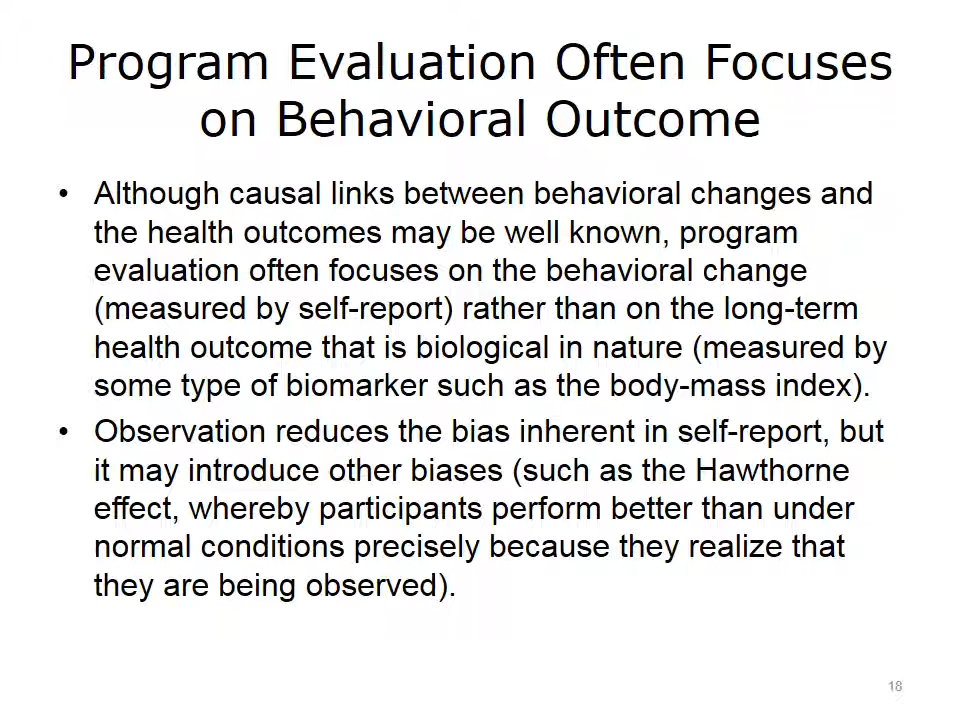 Program Evaluation Often Focuses
on Behavioral Outcome
• Although causal links between behavioral changes and
the health outcomes may be well known, program
evaluation often focuses on the behavioral change
(measured by self-report) rather than on the long-term
health outcome that is biological in nature (measured by
some type of biomarker such as the body-mass index).
• Observation reduces the bias inherent in self-report, but
it may introduce other biases (such as the Hawthorne
effect, whereby participants perform better than under
normal conditions precisely because they realize that
they are being observed).
18